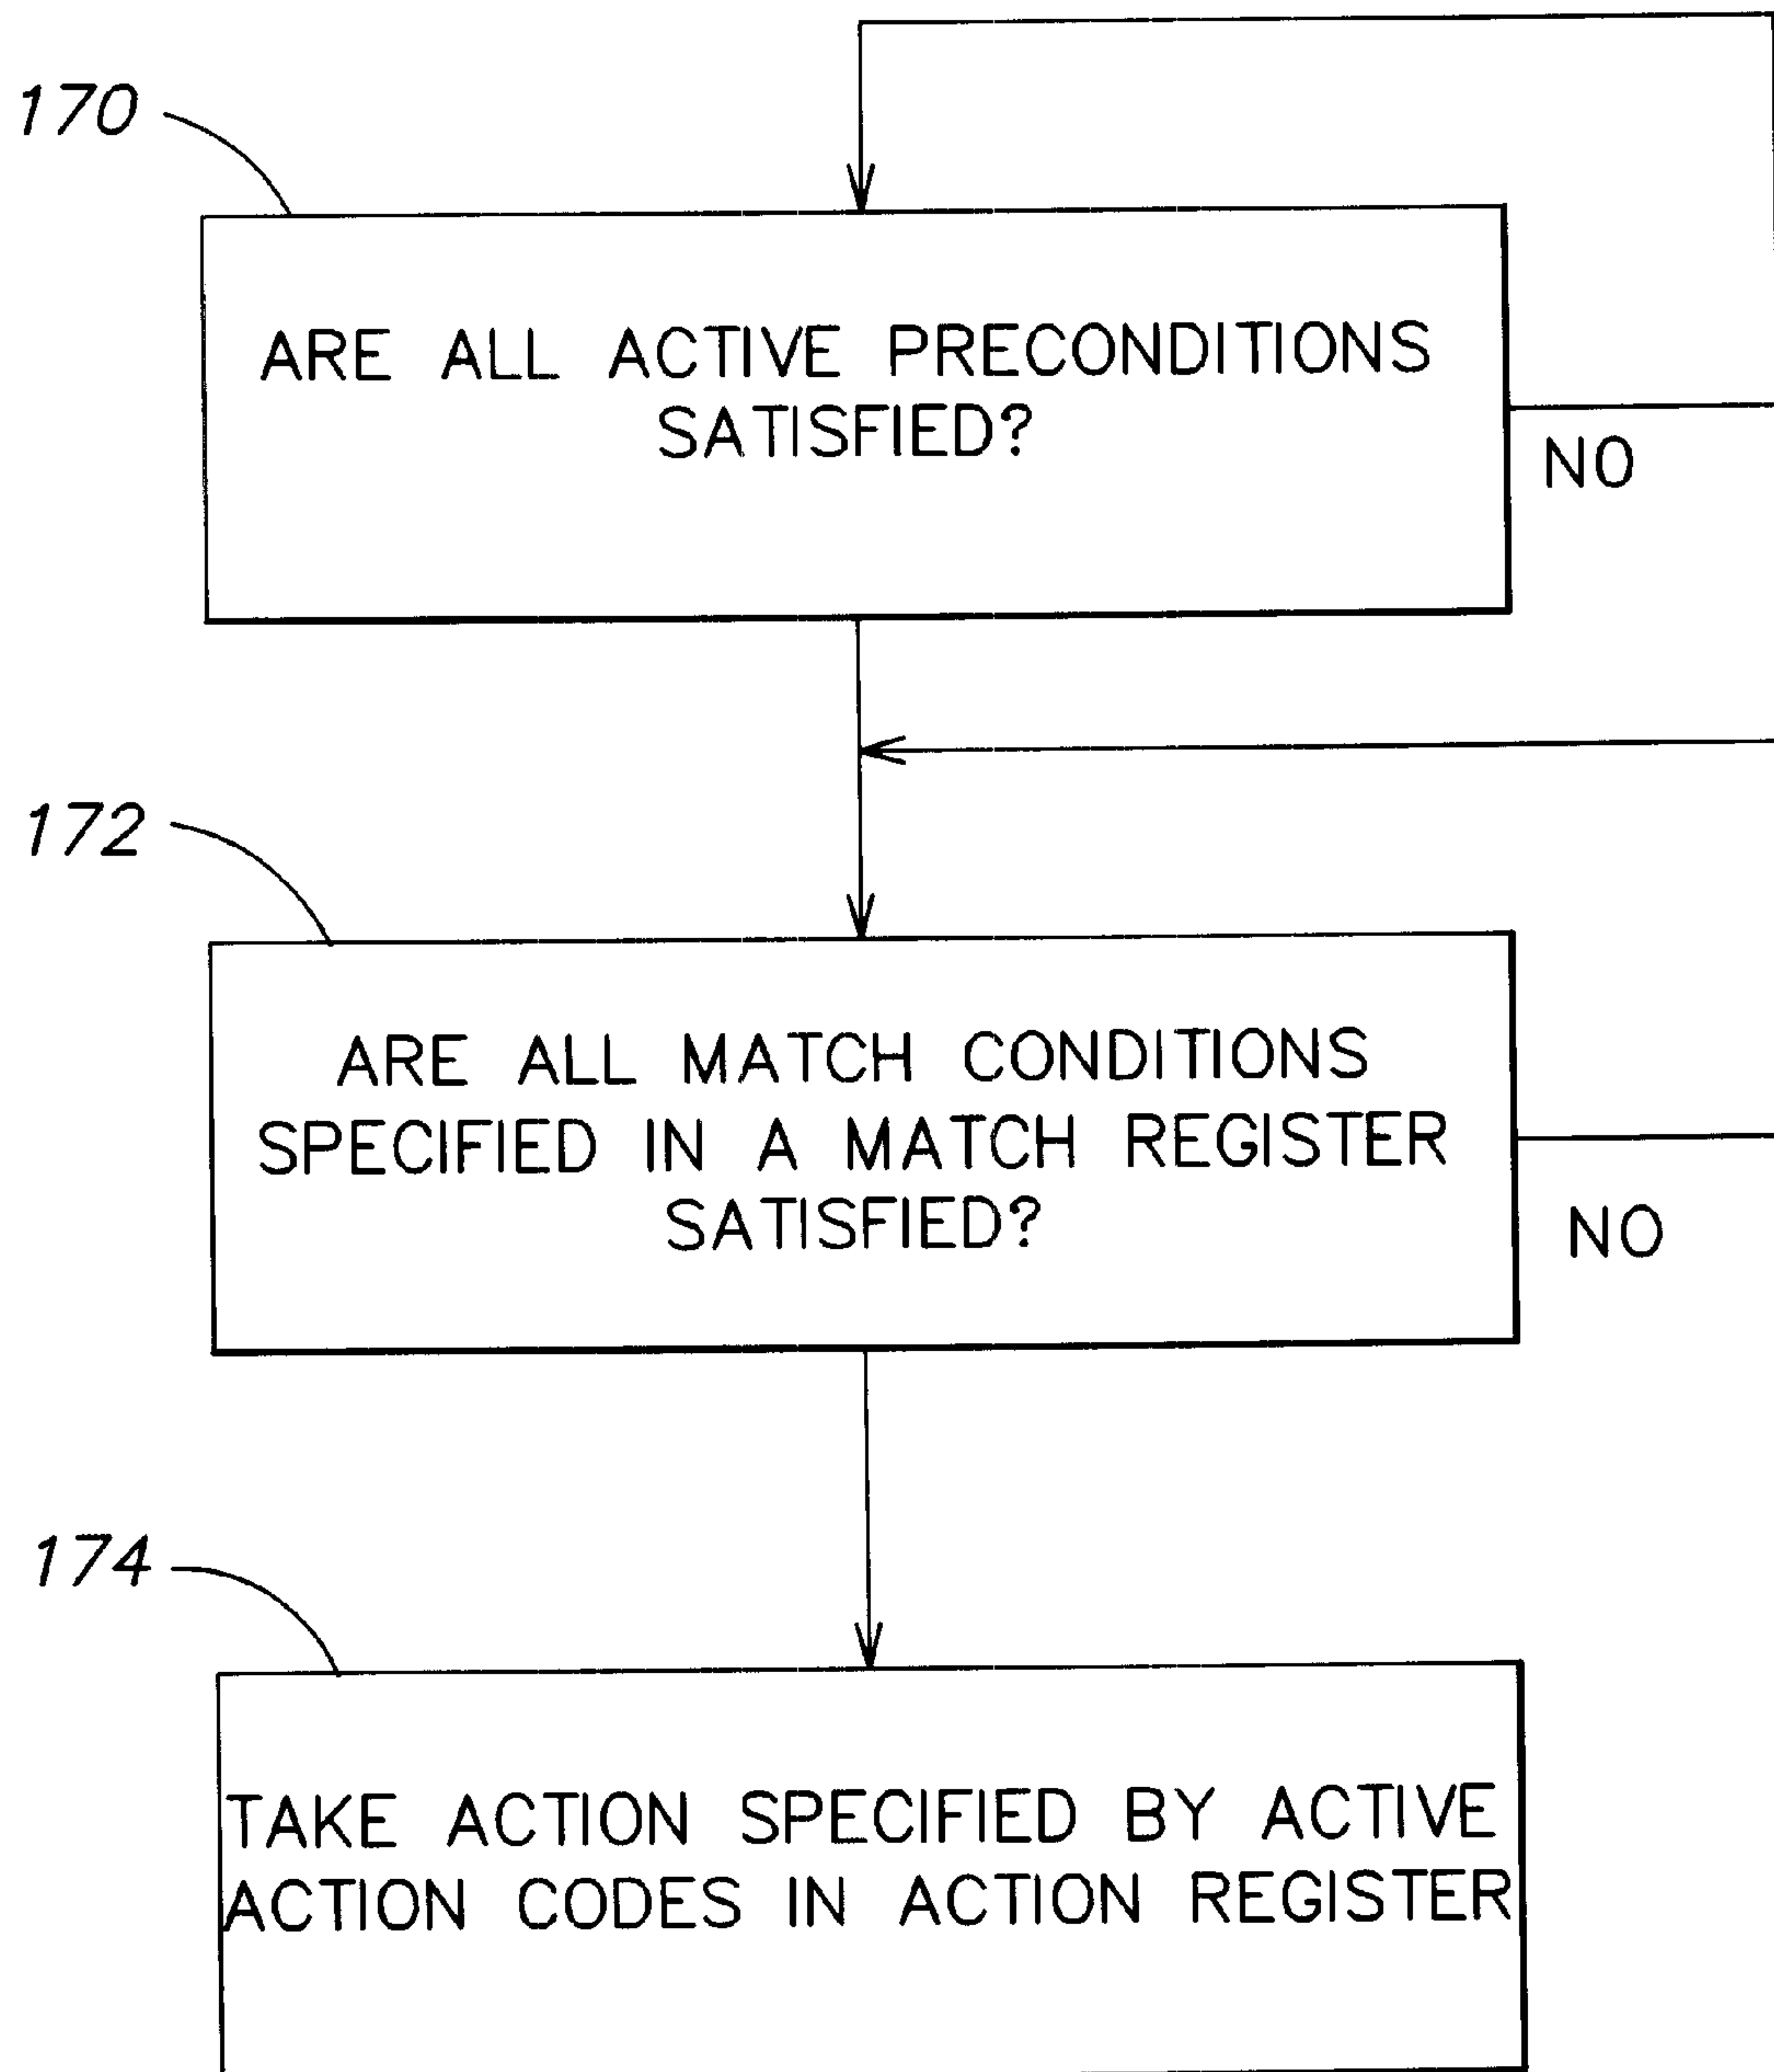 170
ARE ALL ACTIVE PRECONDITIONS
SATISFIED?
NO
172
ARE ALL MATCH CONDITIONS
SPECIFIED IN A MATCH REGISTER
SATISFIED?
NO
174
TAKE ACTION SPECIFIED BY ACTIVE
ACTION CODES IN ACTION REGISTER